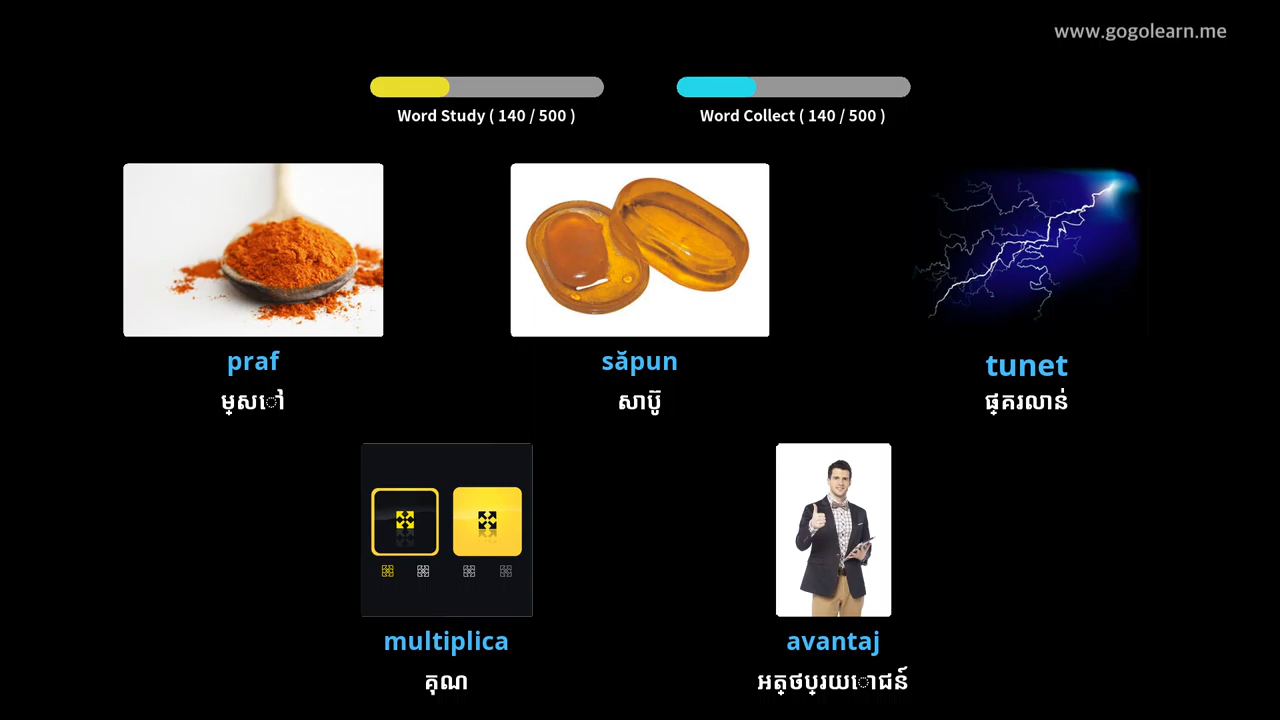 www.gogolearn.me
Word Study ( 140 / 500 )
Word Collect ( 140 / 500 )
praf
săpun
tunet
ម្សៅ
សាប៊ូ
ផ្គរលាន់
multiplica
avantaj
គុណ
អត្ថប្រយោជន៍